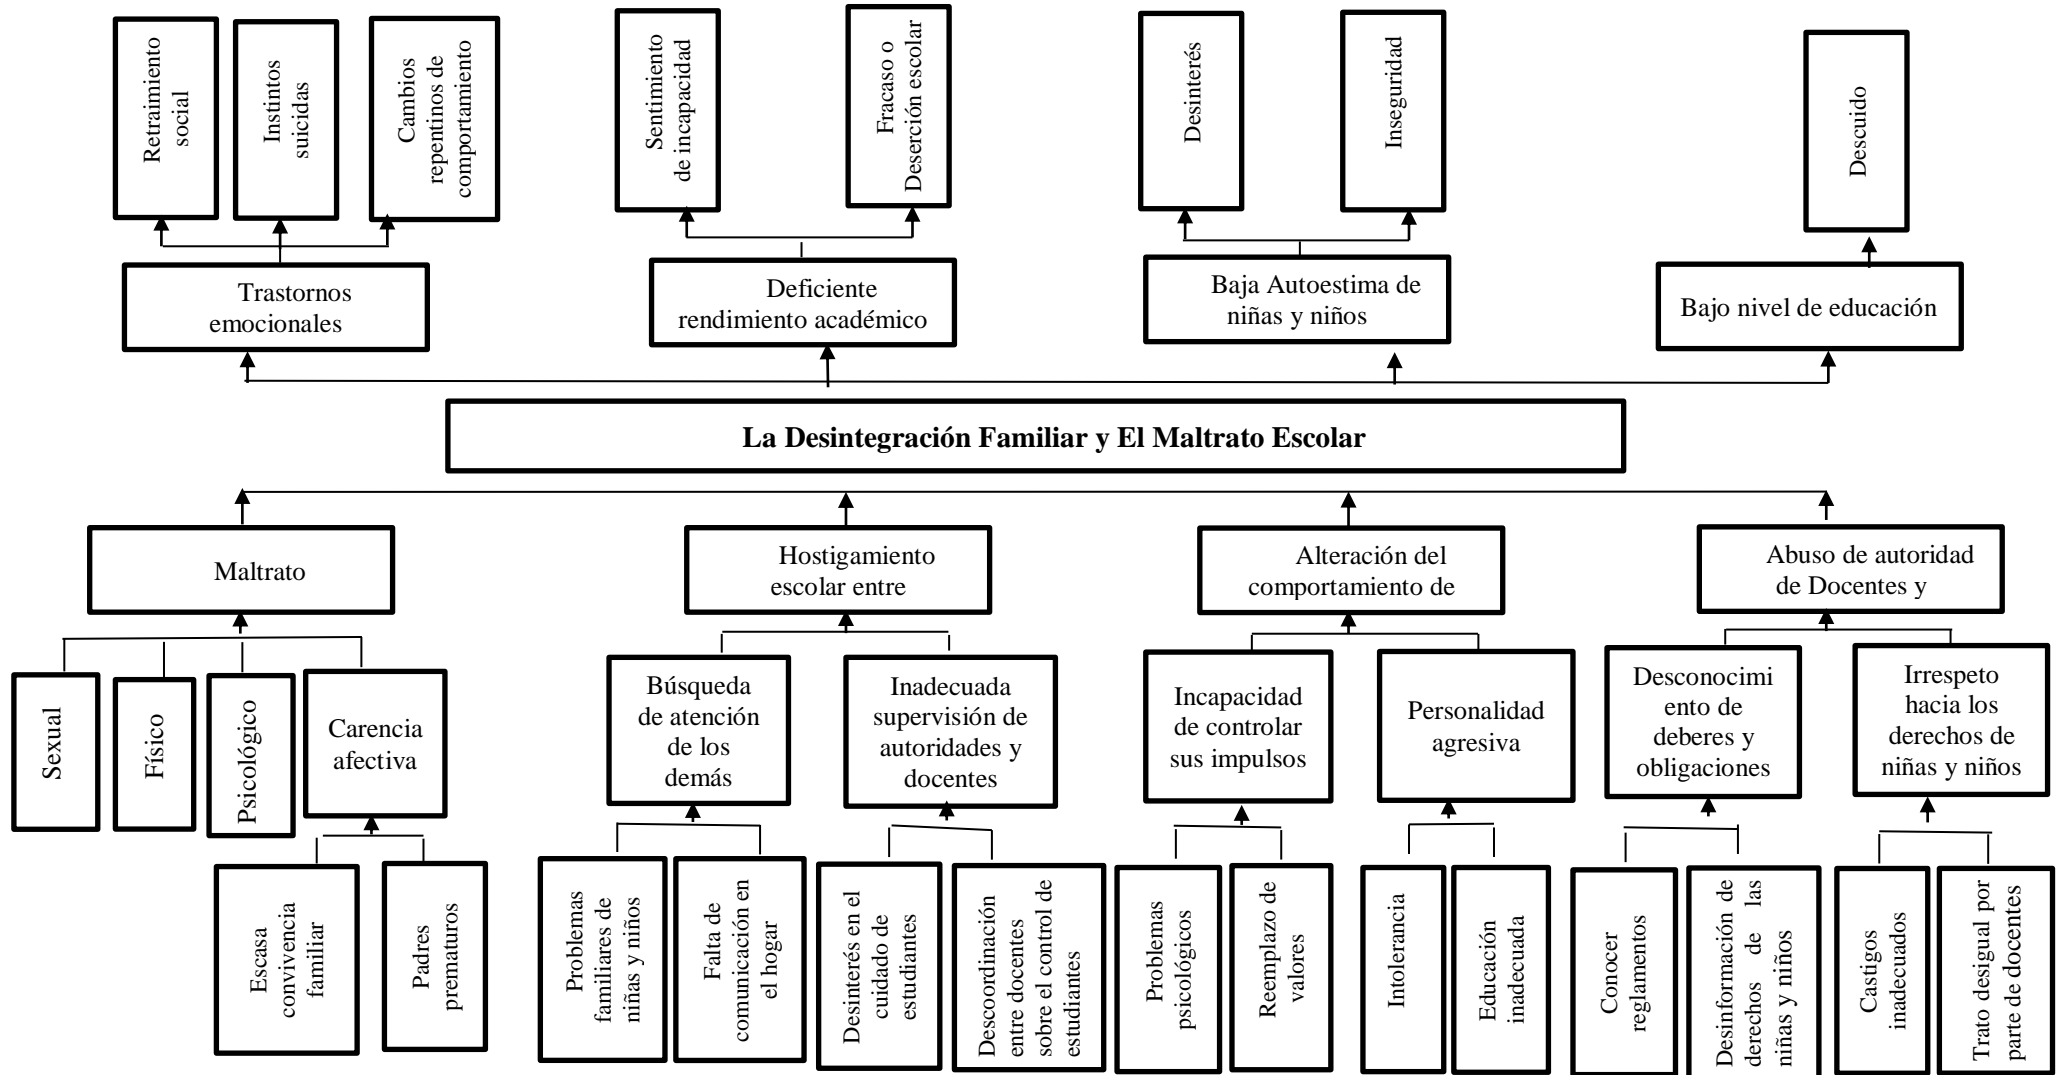 Retraimiento
social
Instintos
suicidas
Cambios
repentinos de
comportamiento
Sentimiento
de incapacidad
Fracaso o
Deserción escolar
Desinterés
Inseguridad
Descuido
Trastornos
emocionales
Deficiente
rendimiento académico
Baja Autoestima de
niñas y niños
Bajo nivel de educación
La Desintegración Familiar y El Maltrato Escolar
Maltrato
Hostigamiento
escolar entre
Alteración del
comportamiento de
Abuso de autoridad
de Docentes y
Sexual
Físico
Psicológico
Carencia
afectiva
Búsqueda
de atención
de los
demás
Inadecuada
supervisión de
autoridades y
docentes
Incapacidad
de controlar
sus impulsos
Personalidad
agresiva
Desconocimi
ento de
deberes y
obligaciones
Irrespeto
hacia los
derechos de
niñas y niños
Escasa
convivencia
familiar
Padres
prematuros
Problemas
familiares de
niñas y niños
Falta de
comunicación en
el hogar
Desinterés en el
cuidado de
estudiantes
Descoordinación
entre docentes
sobre el control de
estudiantes
Problemas
psicológicos
Reemplazo de
valores
Intolerancia
Educación
inadecuada
Conocer
reglamentos
Desinformación de
derechos de las
niñas y niños
Castigos
inadecuados
Trato desigual por
parte de docentes